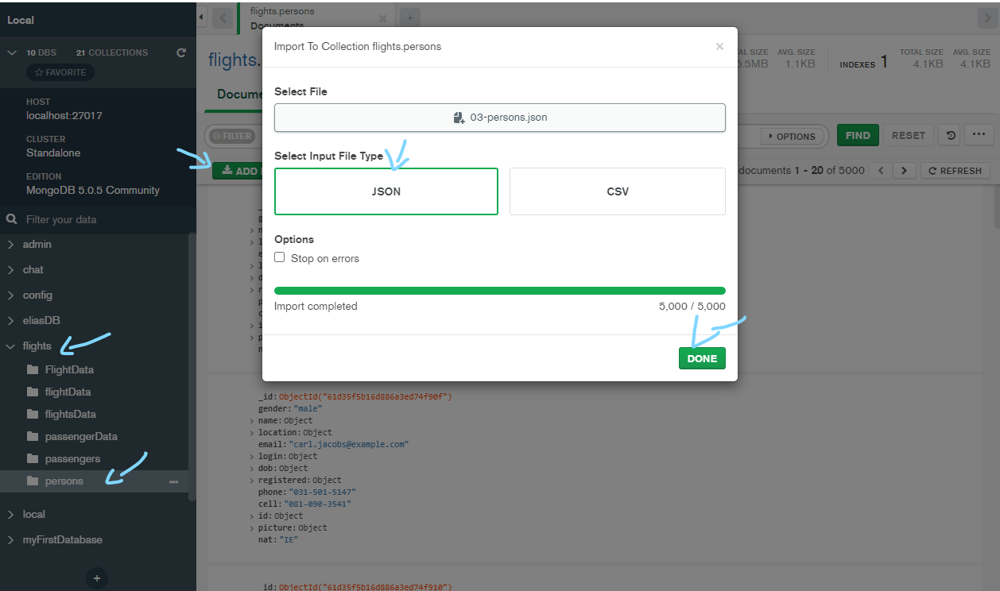 Local
10 DBS 21 COLLECTIONS
FAVORITE
HOST
localhost:27017
CLUSTER
Standalone
EDITION
MongoDB 5.0.5 Community
Filter your data
admin
chat
config
eliasDB
flights
FlightData
flightData
flightsData
passengerData
passengers
persons
local
myFirstDatabase
+
flights.persons
Documents
flights.
TOTAL SIZE AVG. SIZE
5.5MB 1.1KB
INDEXES 1
TOTAL SIZE AVG. SIZE
4.1KB 4.1KB
Docume
FILTER
OPTIONS
FIND
RESET
ADD
documents 1 - 20 of 5000
REFRESH
Import To Collection flights.persons
Select File
03-persons.json
Select Input File Type
JSON
CSV
Options
Stop on errors
Import completed 5,000 / 5,000
DONE
_id:ObjectId("61d35f5b16d886a3ed74f90f")
gender:"male"
name:Object
location:Object
email:"carl.jacobs@example.com"
login:Object
dob:Object
registered:Object
phone:"031-501-5147"
cell:"081-090-3541"
id:Object
picture:Object
nat:"IE"
_id:ObjectId("61d35f5b16d886a3ed74f910")